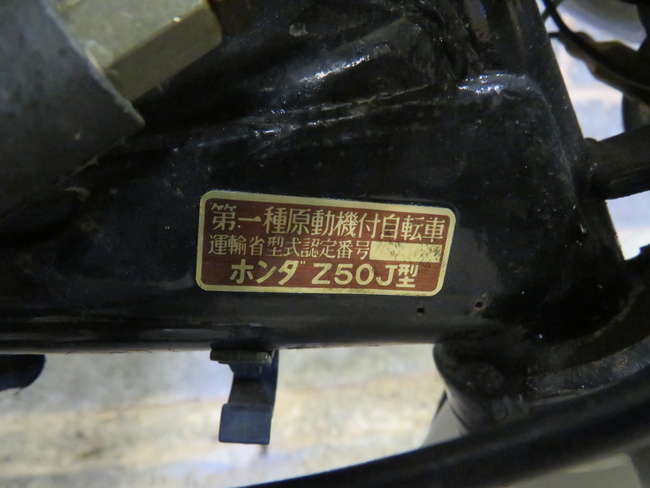 第一種原動機付自転車
運輸省型式認定番号
ホンダ Z50J型